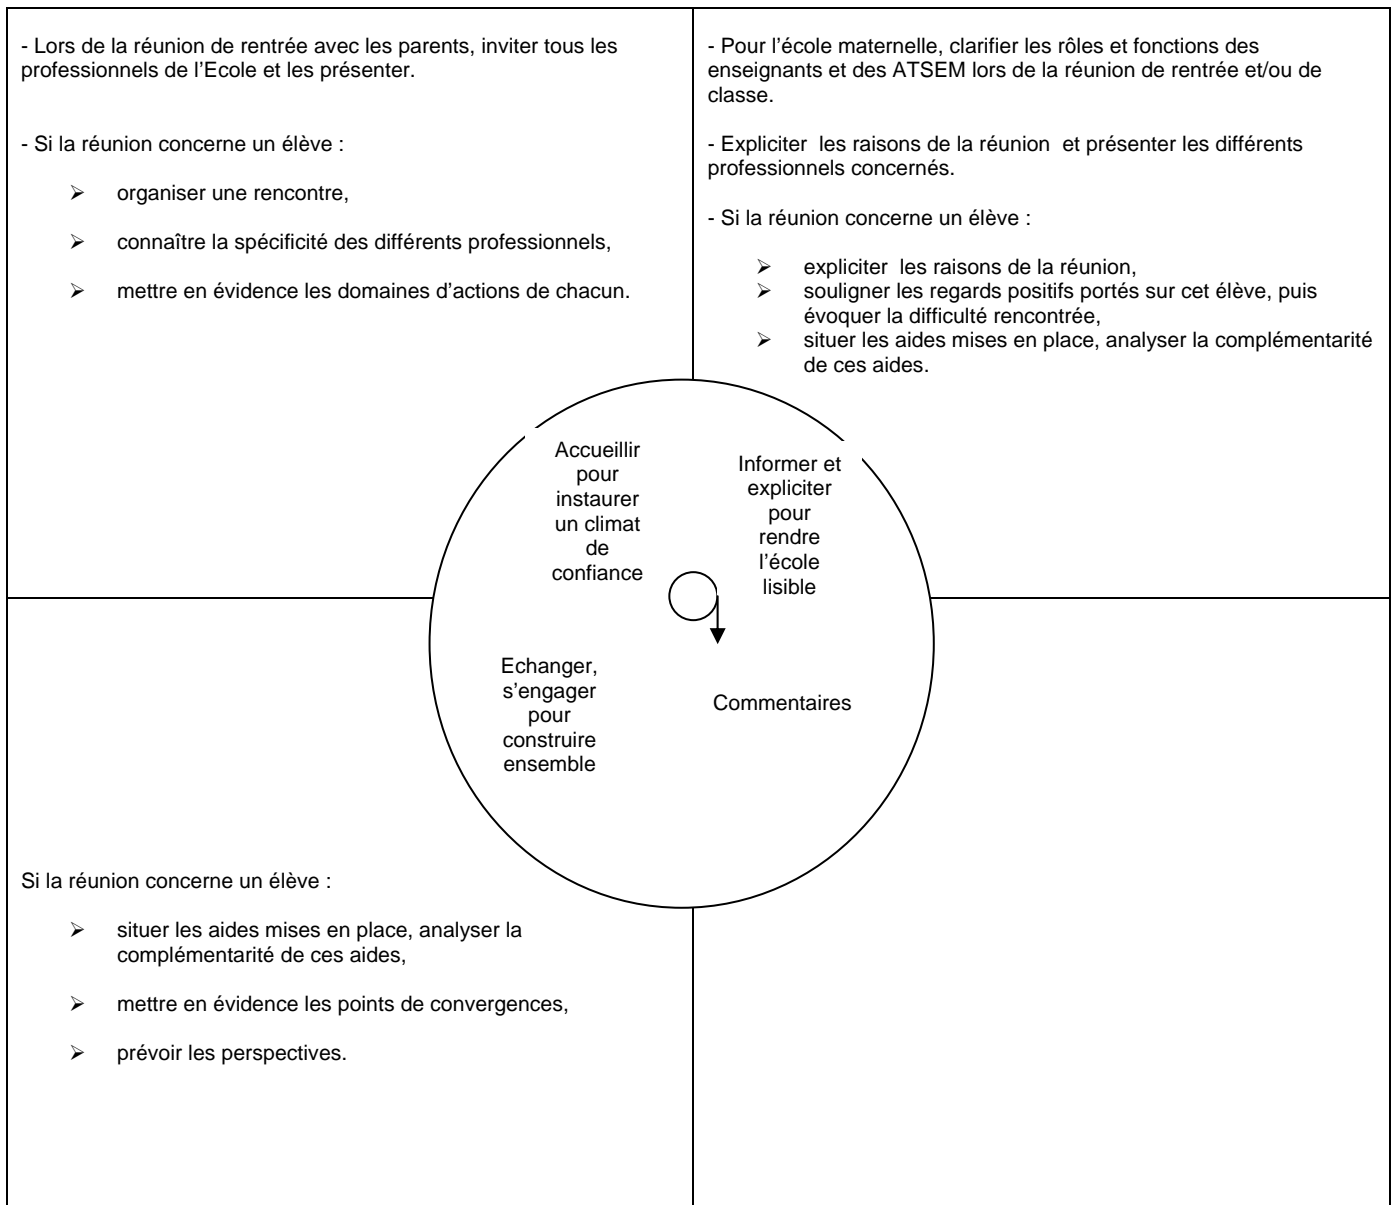 - Lors de la réunion de rentrée avec les parents, inviter tous les
professionnels de l’Ecole et les présenter.
- Si la réunion concerne un élève :
➢ organiser une rencontre,
➢ connaître la spécificité des différents professionnels,
➢ mettre en évidence les domaines d’actions de chacun.
- Pour l’école maternelle, clarifier les rôles et fonctions des
enseignants et des ATSEM lors de la réunion de rentrée et/ou de
classe.
- Expliciter les raisons de la réunion et présenter les différents
professionnels concernés.
- Si la réunion concerne un élève :
➢ expliciter les raisons de la réunion,
➢ souligner les regards positifs portés sur cet élève, puis
évoquer la difficulté rencontrée,
➢ situer les aides mises en place, analyser la complémentarité
de ces aides.
Accueillir
pour
instaurer
un climat
de
confiance
Informer et
expliciter
pour
rendre
l’école
lisible
Echanger,
s’engager
pour
construire
ensemble
Commentaires
Si la réunion concerne un élève :
➢ situer les aides mises en place, analyser la
complémentarité de ces aides,
➢ mettre en évidence les points de convergences,
➢ prévoir les perspectives.